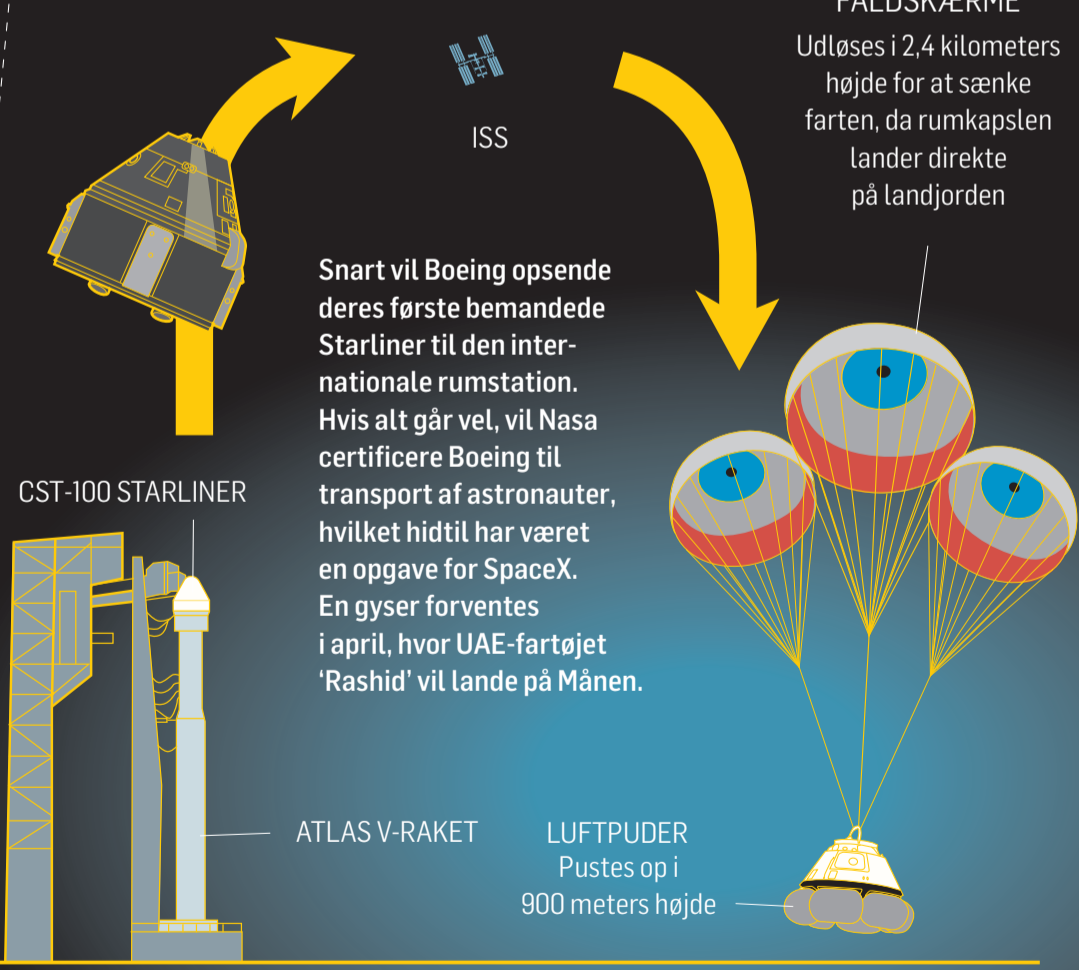 FALDSKÆRME
Udløses i 2,4 kilometers
højde for at sænke
farten, da rumkapslen
lander direkte
på landjorden
ISS
Snart vil Boeing opsende
deres første bemandede
Starliner til den inter-
nationale rumstation.
Hvis alt går vel, vil Nasa
certificere Boeing til
transport af astronauter,
hvilket hidtil har været
en opgave for SpaceX.
En gyser forventes
i april, hvor UAE-fartøjet
‘Rashid’ vil lande på Månen.
CST-100 STARLINER
ATLAS V-RAKET
LUFTPUDER
Pustes op i
900 meters højde